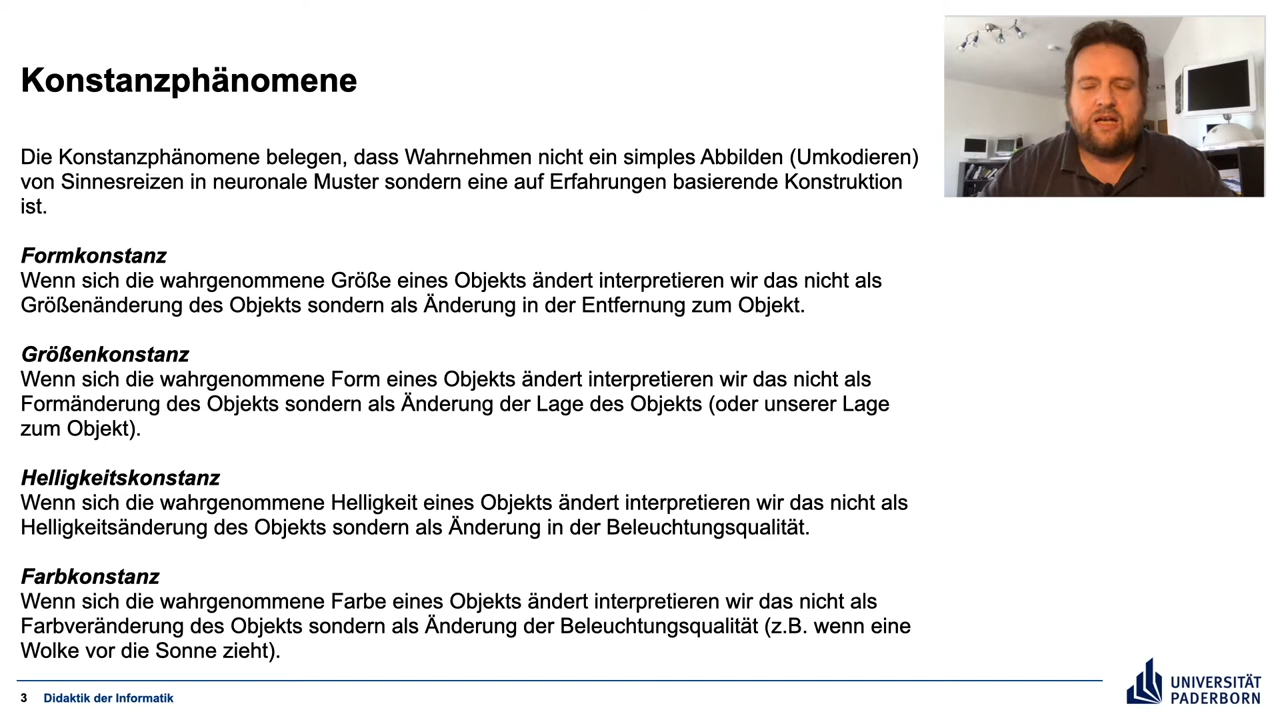 Konstanzphänomene
Die Konstanzphänomene belegen, dass Wahrnehmen nicht ein simples Abbilden (Umkodieren)
von Sinnesreizen in neuronale Muster sondern eine auf Erfahrungen basierende Konstruktion
ist.
Formkonstanz
Wenn sich die wahrgenommene Größe eines Objekts ändert interpretieren wir das nicht als
Größenänderung des Objekts sondern als Änderung in der Entfernung zum Objekt.
Größenkonstanz
Wenn sich die wahrgenommene Form eines Objekts ändert interpretieren wir das nicht als
Formänderung des Objekts sondern als Änderung der Lage des Objekts (oder unserer Lage
zum Objekt).
Helligkeitskonstanz
Wenn sich die wahrgenommene Helligkeit eines Objekts ändert interpretieren wir das nicht als
Helligkeitsänderung des Objekts sondern als Änderung in der Beleuchtungsqualität.
Farbkonstanz
Wenn sich die wahrgenommene Farbe eines Objekts ändert interpretieren wir das nicht als
Farbveränderung des Objekts sondern als Änderung der Beleuchtungsqualität (z.B. wenn eine
Wolke vor die Sonne zieht).
3 Didaktik der Informatik
UNIVERSITÄT
PADERBORN